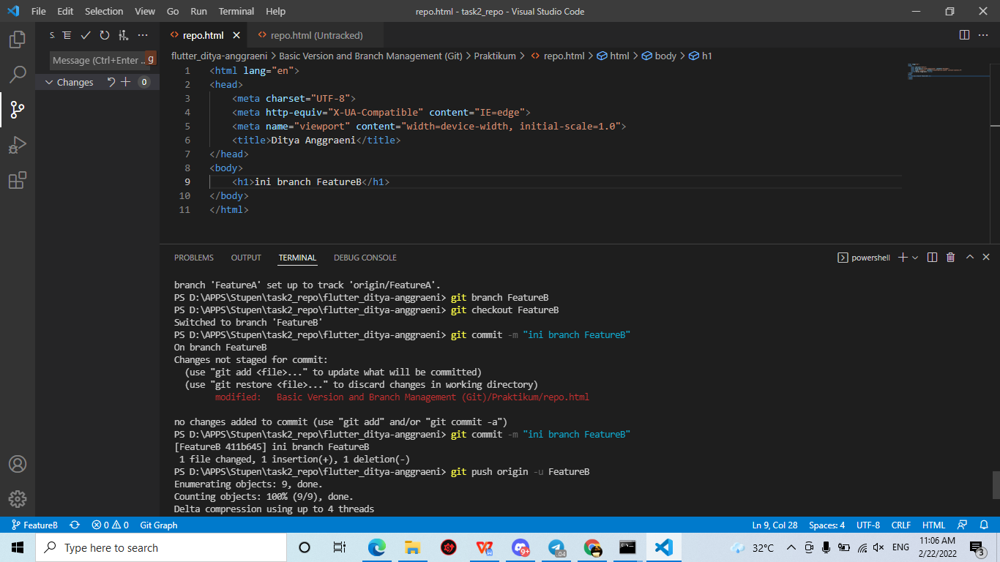 File Edit Selection View Go Run Terminal Help
repo.html - task2_repo - Visual Studio Code
S.
Message (Ctrl+Enter ..
g
Changes 0
repo.html
repo.html (Untracked)
flutter_ditya-anggraeni > Basic Version and Branch Management (Git) > Praktikum > repo.html > html > body > h1
1 <html lang="en">
2 <head>
3 <meta charset="UTF-8">
4 <meta http-equiv="X-UA-Compatible" content="IE=edge">
5 <meta name="viewport" content="width=device-width, initial-scale=1.0">
6 <title>Ditya Anggraeni</title>
7 </head>
8 <body>
9 <h1>ini branch FeatureB</h1>
10 </body>
11 </html>
PROBLEMS OUTPUT TERMINAL DEBUG CONSOLE
powershell
branch 'FeatureA' set up to track 'origin/FeatureA'.
PS D:\APPS\Stupen\task2_repo\flutter_ditya-anggraeni> git branch FeatureB
PS D:\APPS\Stupen\task2_repo\flutter_ditya-anggraeni> git checkout FeatureB
Switched to branch 'FeatureB'
PS D:\APPS\Stupen\task2_repo\flutter_ditya-anggraeni> git commit -m "ini branch FeatureB"
On branch FeatureB
Changes not staged for commit:
(use "git add <file>..." to update what will be committed)
(use "git restore <file>..." to discard changes in working directory)
modified: Basic Version and Branch Management (Git)/Praktikum/repo.html
no changes added to commit (use "git add" and/or "git commit -a")
PS D:\APPS\Stupen\task2_repo\flutter_ditya-anggraeni> git commit -m "ini branch FeatureB"
[FeatureB 411b645] ini branch FeatureB
1 file changed, 1 insertion(+), 1 deletion(-)
PS D:\APPS\Stupen\task2_repo\flutter_ditya-anggraeni> git push origin -u FeatureB
Enumerating objects: 9, done.
Counting objects: 100% (9/9), done.
Delta compression using up to 4 threads
FeatureB 0 0 Git Graph
Ln 9, Col 28 Spaces: 4 UTF-8 CRLF HTML
Type here to search
9+
32°C
ENG
11:06 AM
2/22/2022
3